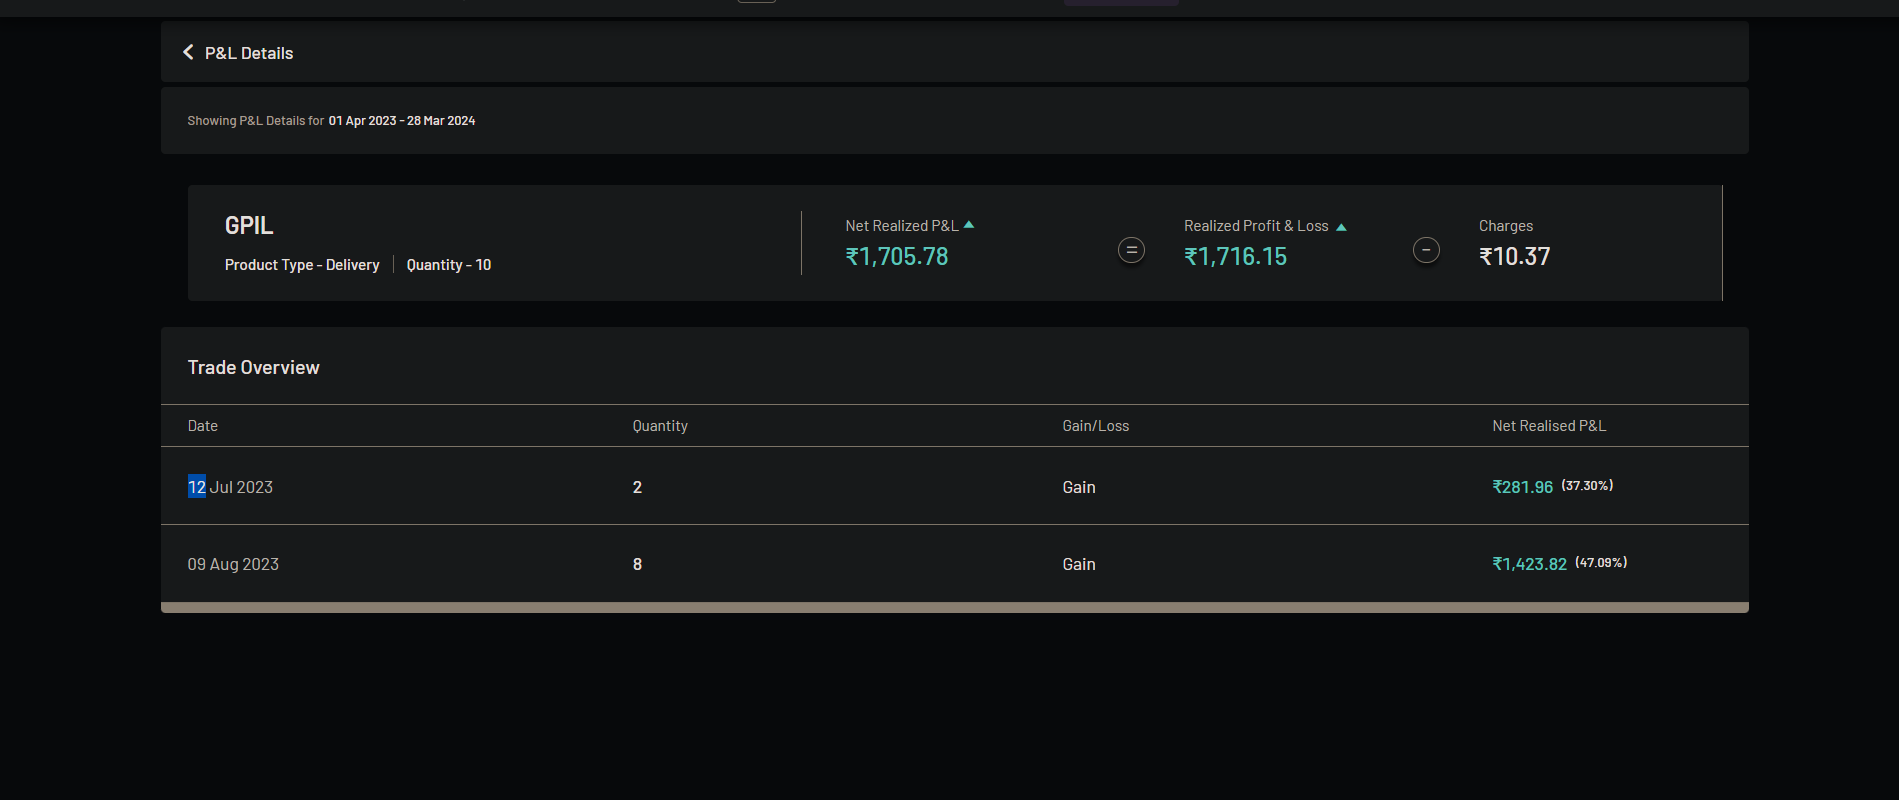 P&L Details
Showing P&L Details for 01 Apr 2023 - 28 Mar 2024
GPIL
Product Type - Delivery
Quantity - 10
Net Realized P&L
₹1,705.78
=
Realized Profit & Loss
₹1,716.15
-
Charges
₹10.37
Trade Overview
Date Quantity Gain/Loss Net Realised P&L
12 Jul 2023 2 Gain ₹281.96 (37.30%)
09 Aug 2023 8 Gain ₹1,423.82 (47.09%)